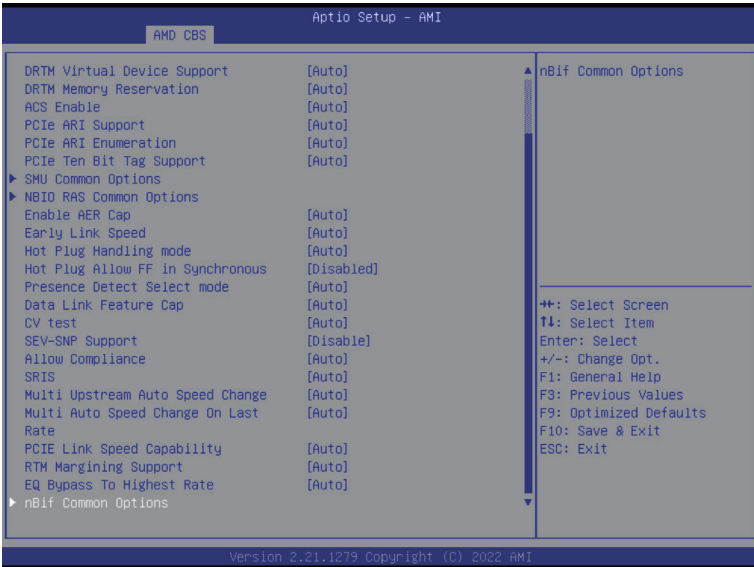 Aptio Setup – AMI
AMD CBS
DRTM Virtual Device Support [Auto]
DRTM Memory Reservation [Auto]
ACS Enable [Auto]
PCIe ARI Support [Auto]
PCIe ARI Enumeration [Auto]
PCIe Ten Bit Tag Support [Auto]
SMU Common Options
NBIO RAS Common Options
Enable AER Cap [Auto]
Early Link Speed [Auto]
Hot Plug Handling mode [Auto]
Hot Plug Allow FF in Synchronous [Disabled]
Presence Detect Select mode [Auto]
Data Link Feature Cap [Auto]
CV test [Auto]
SEV-SNP Support [Disable]
Allow Compliance [Auto]
SRIS [Auto]
Multi Upstream Auto Speed Change [Auto]
Multi Auto Speed Change On Last [Auto]
Rate
PCIE Link Speed Capability [Auto]
RTM Margining Support [Auto]
EQ Bypass To Highest Rate [Auto]
nBif Common Options
nBif Common Options
→←: Select Screen
↑↓: Select Item
Enter: Select
+/-: Change Opt.
F1: General Help
F3: Previous Values
F9: Optimized Defaults
F10: Save & Exit
ESC: Exit
Version 2.21.1279 Copyright (C) 2022 AMI